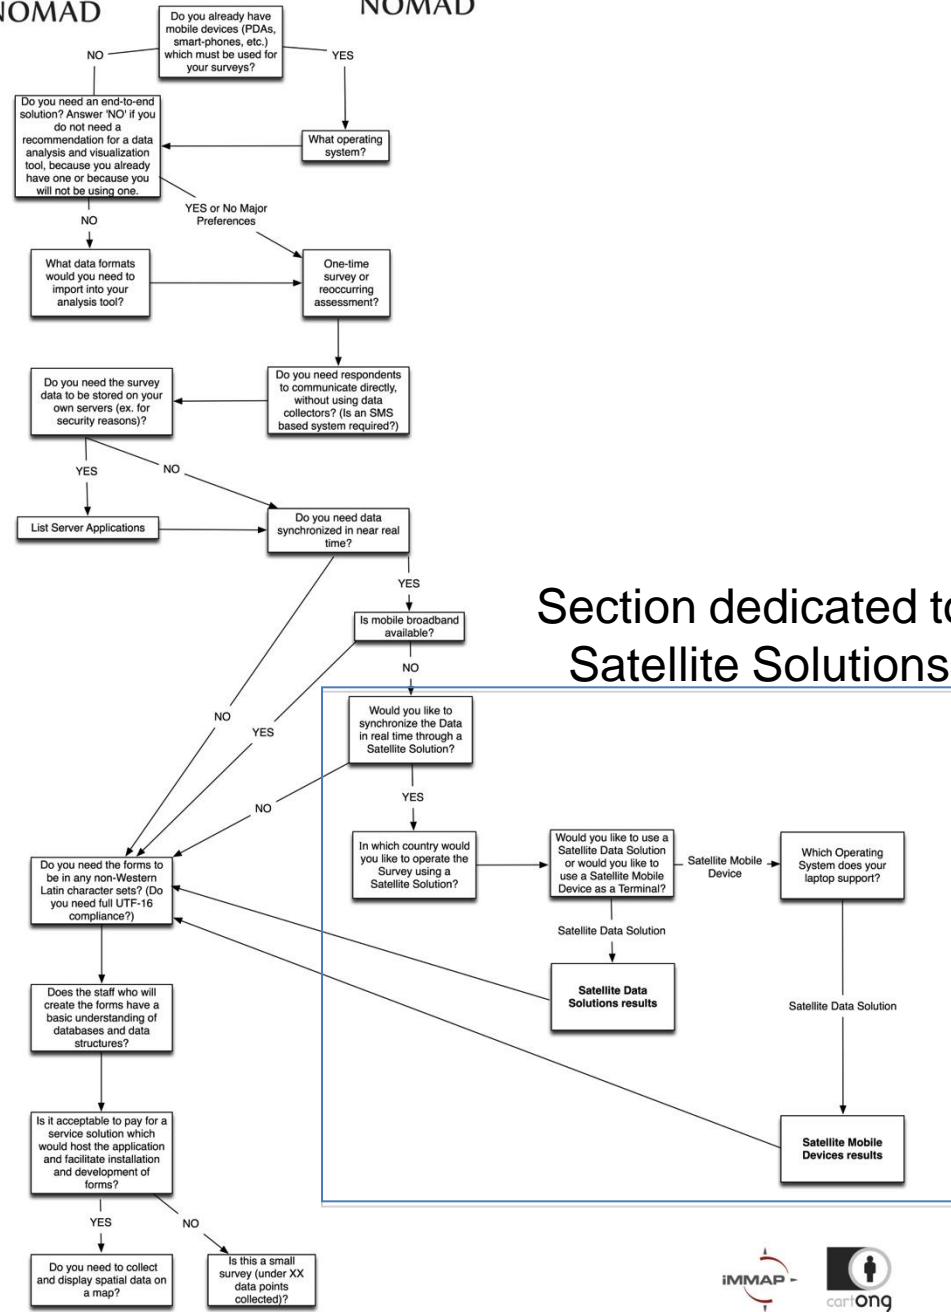 NOMAD
NOMAD
Do you already have
mobile devices (PDAs,
smart-phones, etc.)
which must be used for
your surveys?
NO
YES
Do you need an end-to-end
solution? Answer 'NO' if you
do not need a
recommendation for a data
analysis and visualization
tool, because you already
have one or because you
will not be using one.
What operating
system?
NO
YES or No Major
Preferences
What data formats
would you need to
import into your
analysis tool?
One-time
survey or
reoccurring
assessment?
Do you need respondents
to communicate directly,
without using data
collectors? (Is an SMS
based system required?)
Do you need the survey
data to be stored on your
own servers (ex. for
security reasons)?
YES
NO
List Server Applications
Do you need data
synchronized in near real
time?
YES
Is mobile broadband
available?
NO
Section dedicated to
Satellite Solutions
NO
YES
Would you like to
synchronize the Data
in real time through a
Satellite Solution?
NO
YES
In which country would
you like to operate the
Survey using a
Satellite Solution?
Would you like to use a
Satellite Data Solution
or would you like to
use a Satellite Mobile
Device as a Terminal?
Satellite Mobile
Device
Which Operating
System does your
laptop support?
Satellite Data Solution
Satellite Data
Solutions results
Satellite Data Solution
Satellite Mobile
Devices results
Do you need the forms to
be in any non-Western
Latin character sets? (Do
you need full UTF-16
compliance?)
Does the staff who will
create the forms have a
basic understanding of
databases and data
structures?
Is it acceptable to pay for a
service solution which
would host the application
and facilitate installation
and development of
forms?
YES
NO
Do you need to collect
and display spatial data on
a map?
Is this a small
survey (under XX
data points
collected)?
iMMAP
cartong